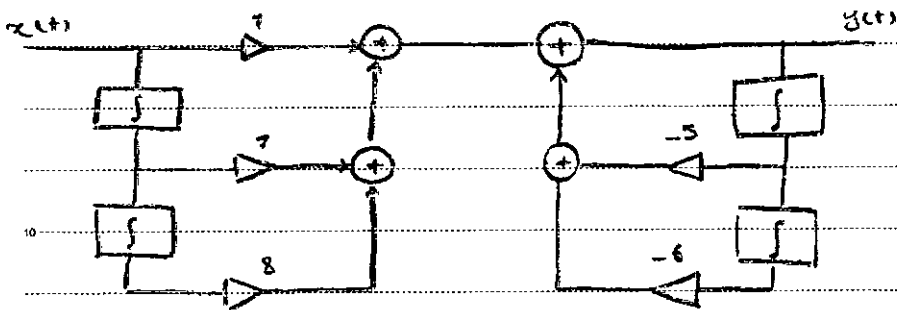 x(t) 7 + + y(t)
∫ ∫
7 + + -5
10 ∫ ∫
8 -6